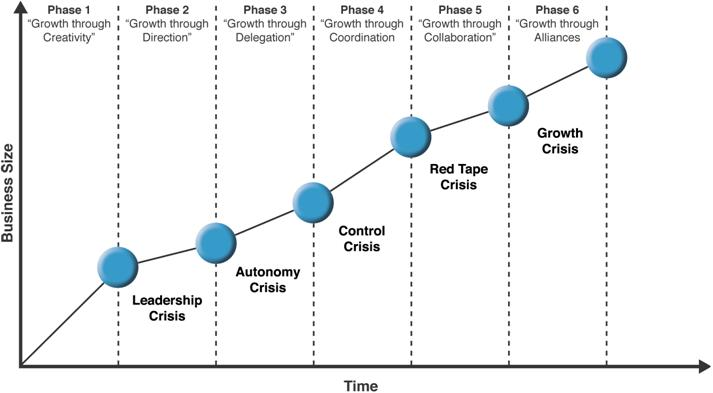 Phase 1
“Growth through
Creativity”
Phase 2
“Growth through
Direction”
Phase 3
“Growth through
Delegation”
Phase 4
“Growth through
Coordination
Phase 5
“Growth through
Collaboration”
Phase 6
“Growth through
Alliances
Business Size
Leadership
Crisis
Autonomy
Crisis
Control
Crisis
Red Tape
Crisis
Growth
Crisis
Time